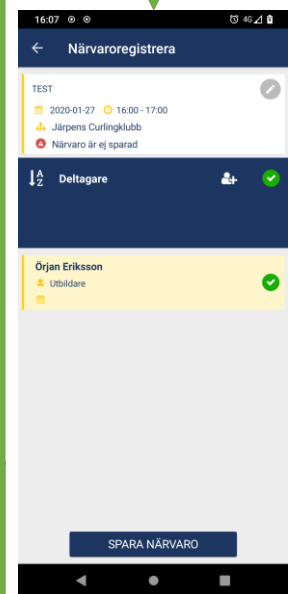 16:07 4G
Närvaroregistrera
TEST
2020-01-27 16:00 - 17:00
Järpens Curlingklubb
Närvaro är ej sparad
A
Z Deltagare
Örjan Eriksson
Utbildare
SPARA NÄRVARO